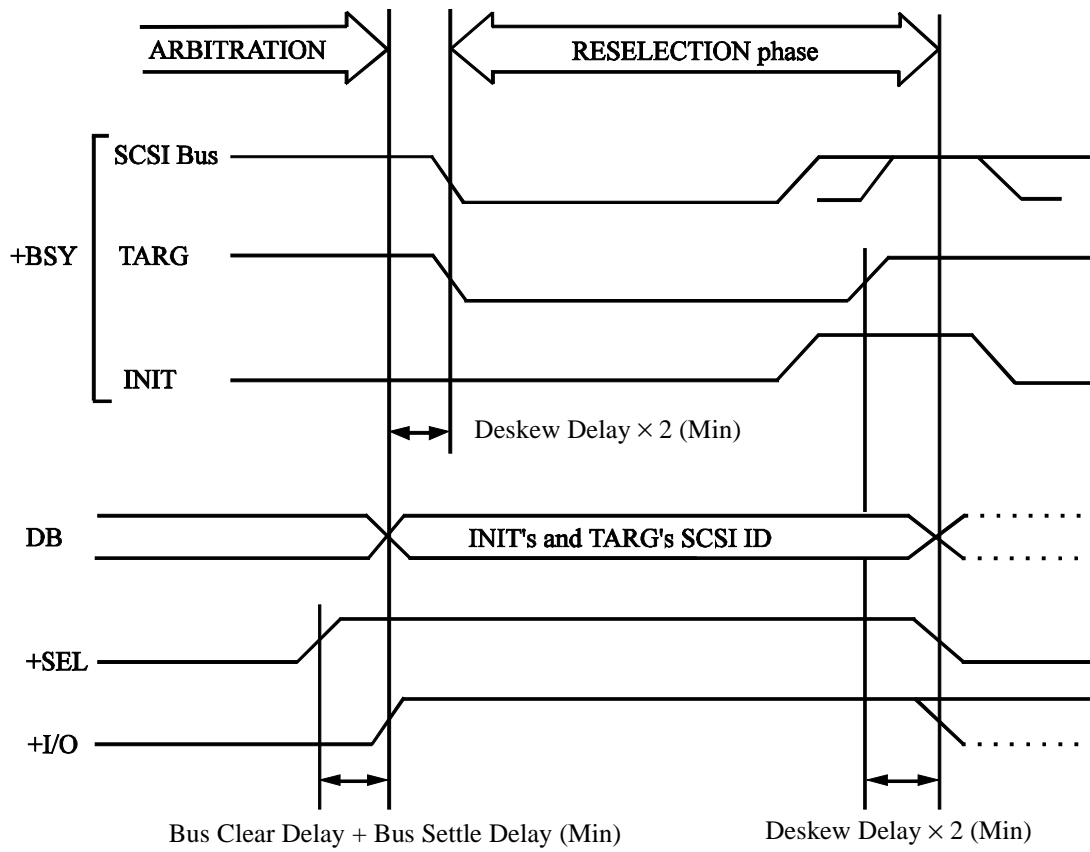 ARBITRATION
RESELECTION phase
SCSI Bus
+BSY
TARG
INIT
Deskew Delay × 2 (Min)
DB
INIT's and TARG's SCSI ID
+SEL
+I/O
Bus Clear Delay + Bus Settle Delay (Min)
Deskew Delay × 2 (Min)